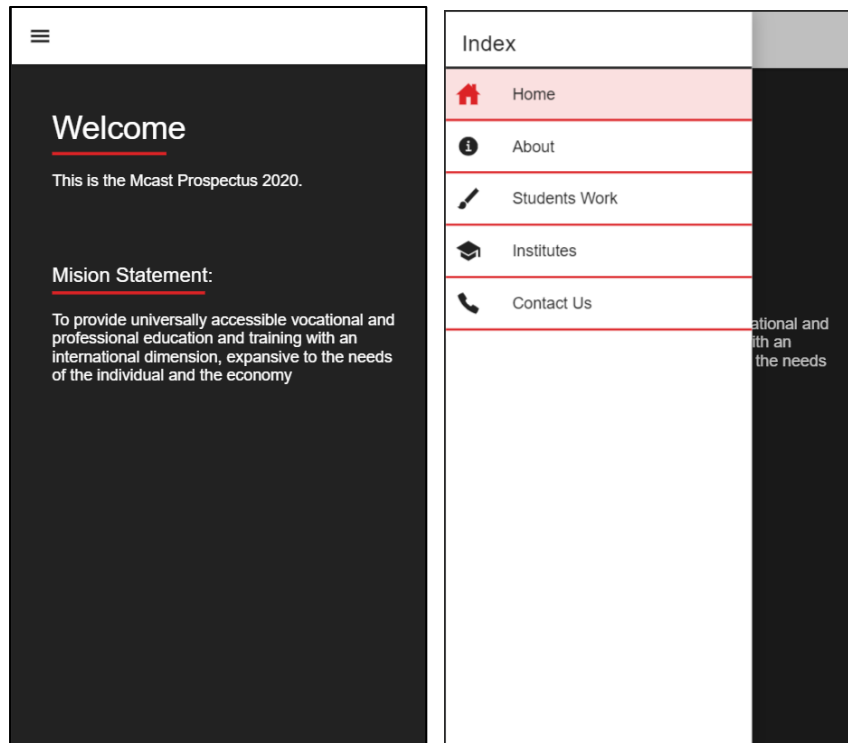 Welcome
This is the Mcast Prospectus 2020.
Mision Statement:
To provide universally accessible vocational and
professional education and training with an
international dimension, expansive to the needs
of the individual and the economy
Index
Home
About
Students Work
Institutes
Contact Us
ational and
ith an
the needs